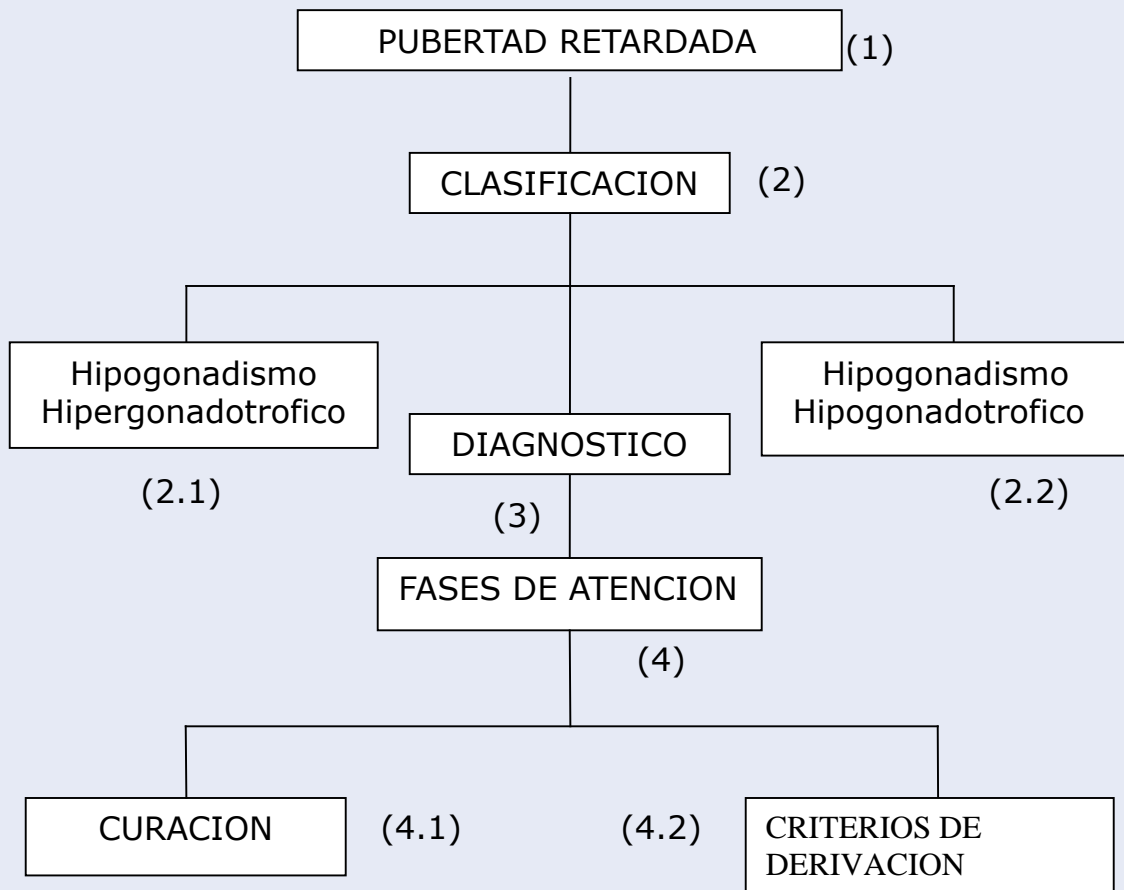 PUBERTAD RETARDADA
(1)
CLASIFICACION
(2)
Hipogonadismo
Hipergonadotrofico
(2.1)
Hipogonadismo
Hipogonadotrofico
(2.2)
DIAGNOSTICO
(3)
FASES DE ATENCION
(4)
CURACION
(4.1)
(4.2)
CRITERIOS DE
DERIVACION